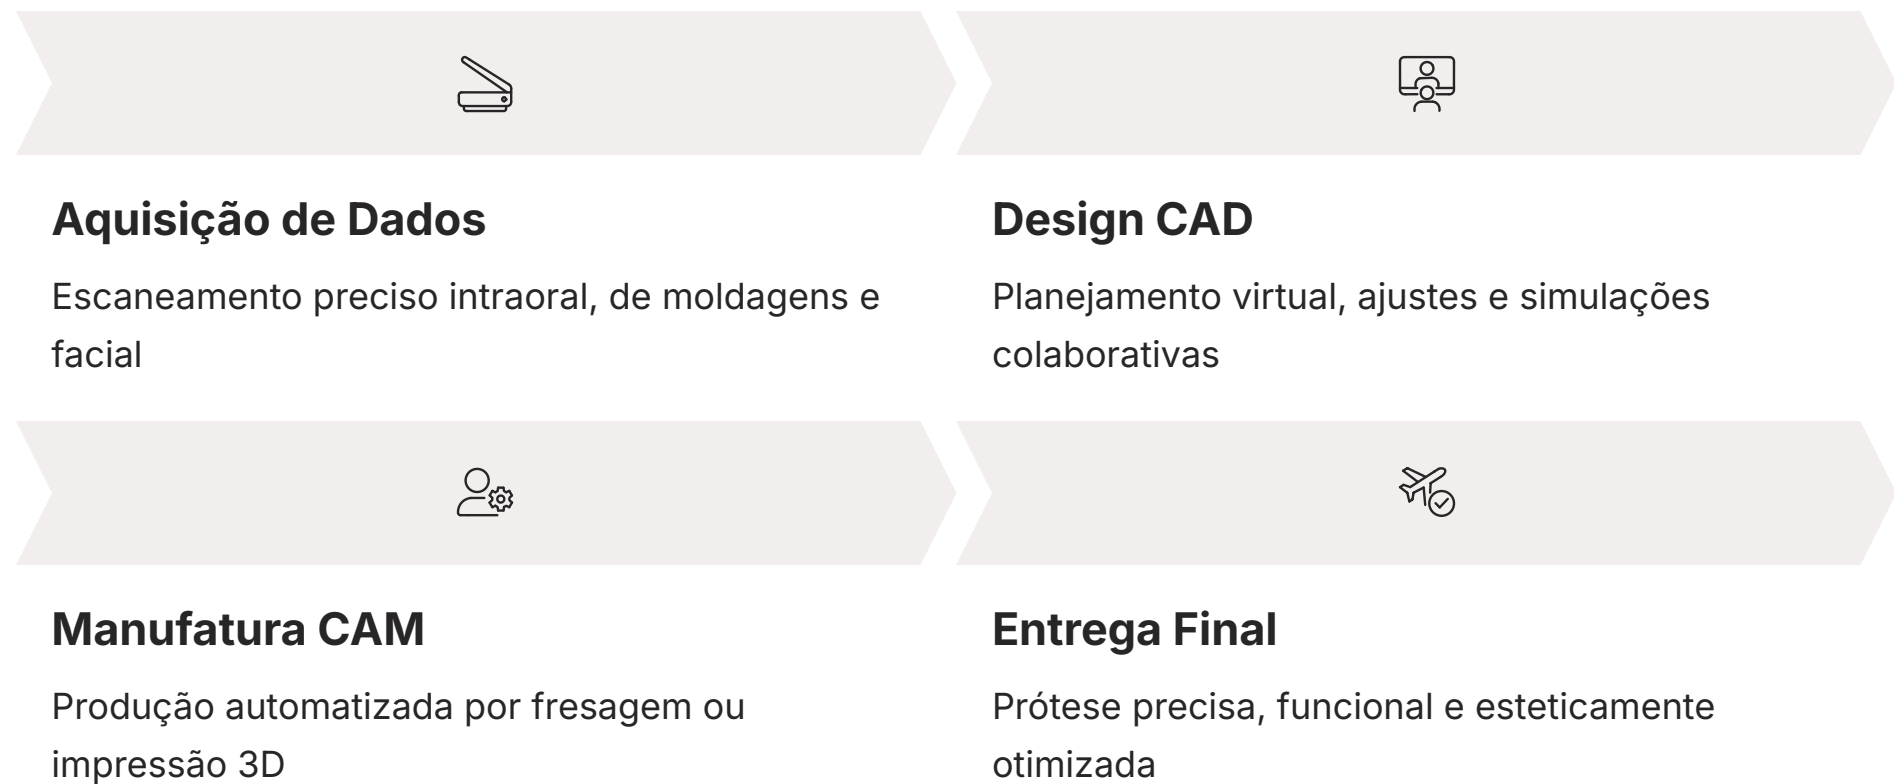 Aquisição de Dados
Escaneamento preciso intraoral, de moldagens e
facial
Design CAD
Planejamento virtual, ajustes e simulações
colaborativas
Manufatura CAM
Produção automatizada por fresagem ou
impressão 3D
Entrega Final
Prótese precisa, funcional e esteticamente
otimizada